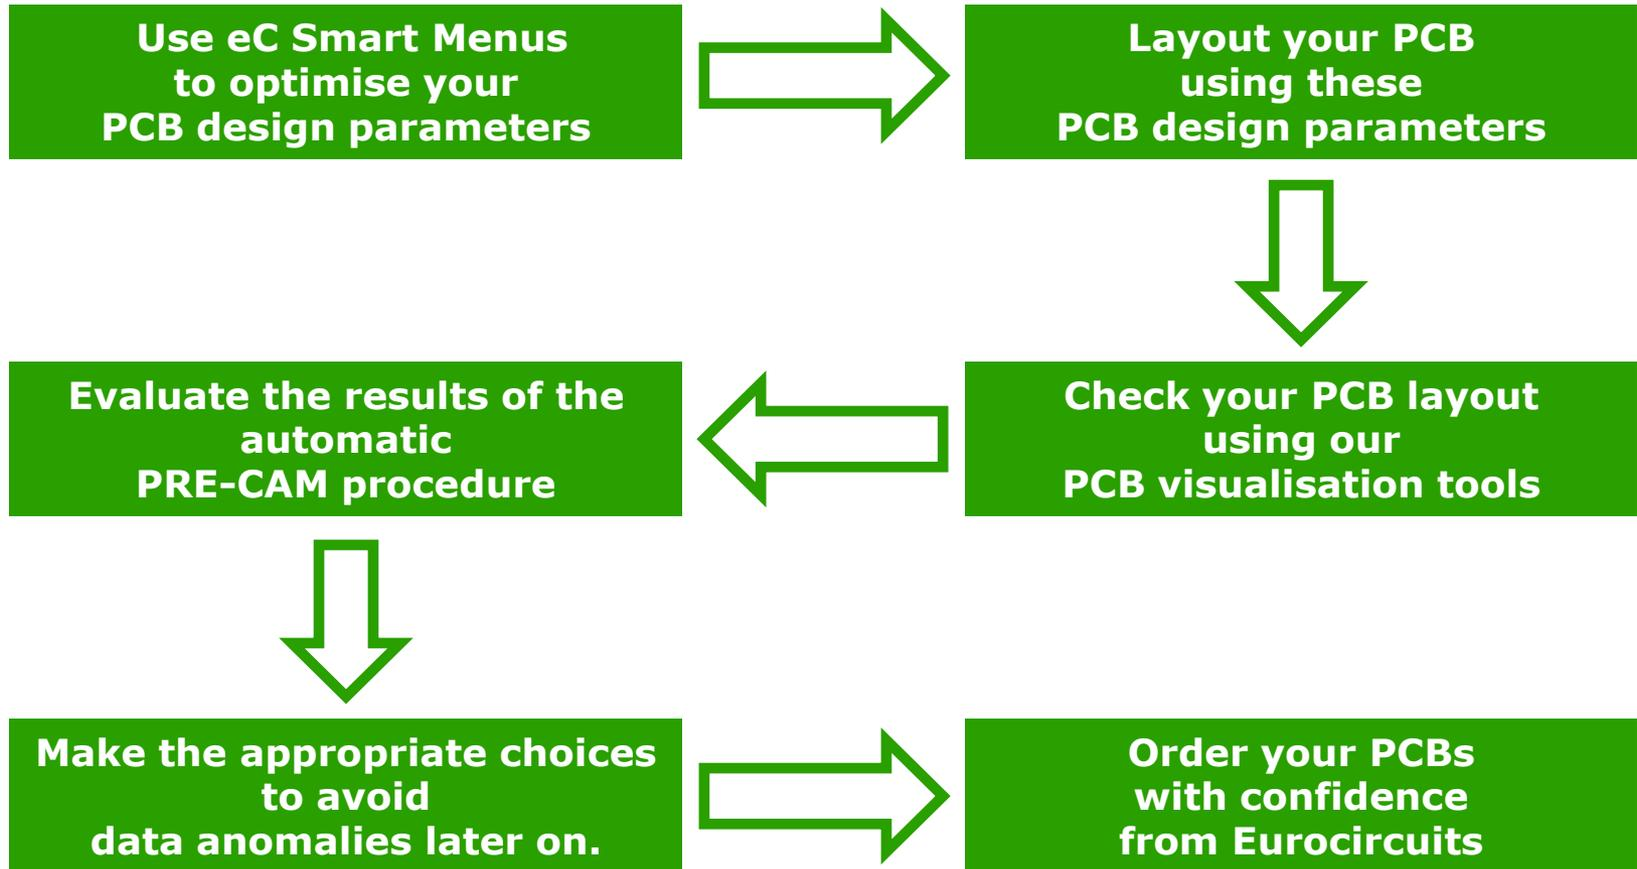 Use eC Smart Menus
to optimise your
PCB design parameters
Layout your PCB
using these
PCB design parameters
Check your PCB layout
using our
PCB visualisation tools
Evaluate the results of the
automatic
PRE-CAM procedure
Make the appropriate choices
to avoid
data anomalies later on.
Order your PCBs
with confidence
from Eurocircuits